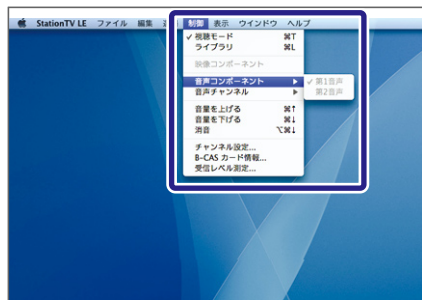 StationTV LE ファイル 編集 制御 表示 ウインドウ ヘルプ
✓ 視聴モード ⌘T
ライブラリ ⌘L
映像コンポーネント
音声コンポーネント ▶ ✓ 第1音声
音声チャンネル ▶ 第2音声
音量を上げる ⌘↑
音量を下げる ⌘↓
消音 ⌥⌘↓
チャンネル設定...
B-CAS カード情報...
受信レベル測定...